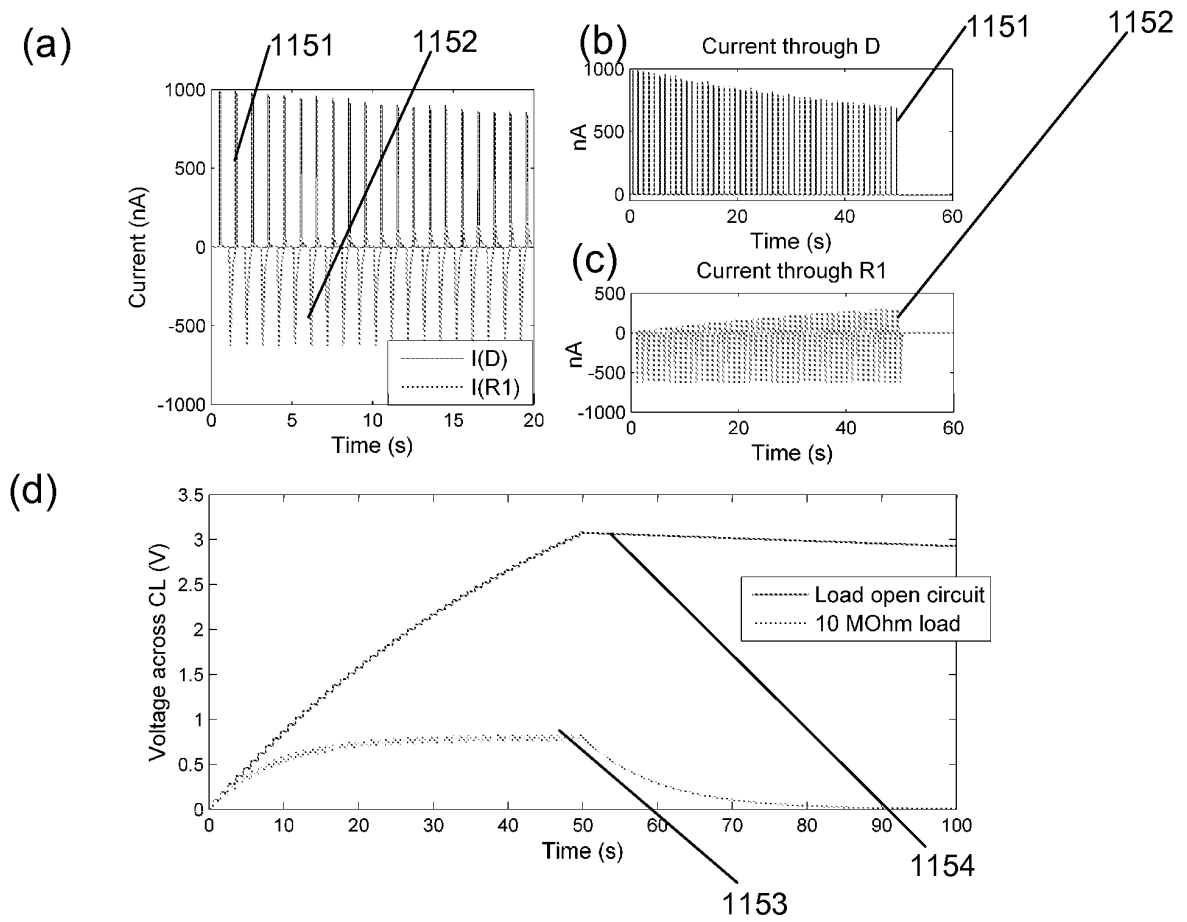 (a)
1151
1152
1000
500
0
-500
-1000
Current (nA)
I(D)
I(R1)
0
5
10
15
20
Time (s)
(b)
Current through D
1151
1000
500
0
nA
0
20
40
60
Time (s)
(c)
Current through R1
1152
500
0
-500
-1000
nA
0
20
40
60
Time (s)
(d)
3.5
3
2.5
2
1.5
1
0.5
0
Voltage across CL (V)
Load open circuit
10 MOhm load
0
10
20
30
40
50
60
70
80
90
100
Time (s)
1153
1154